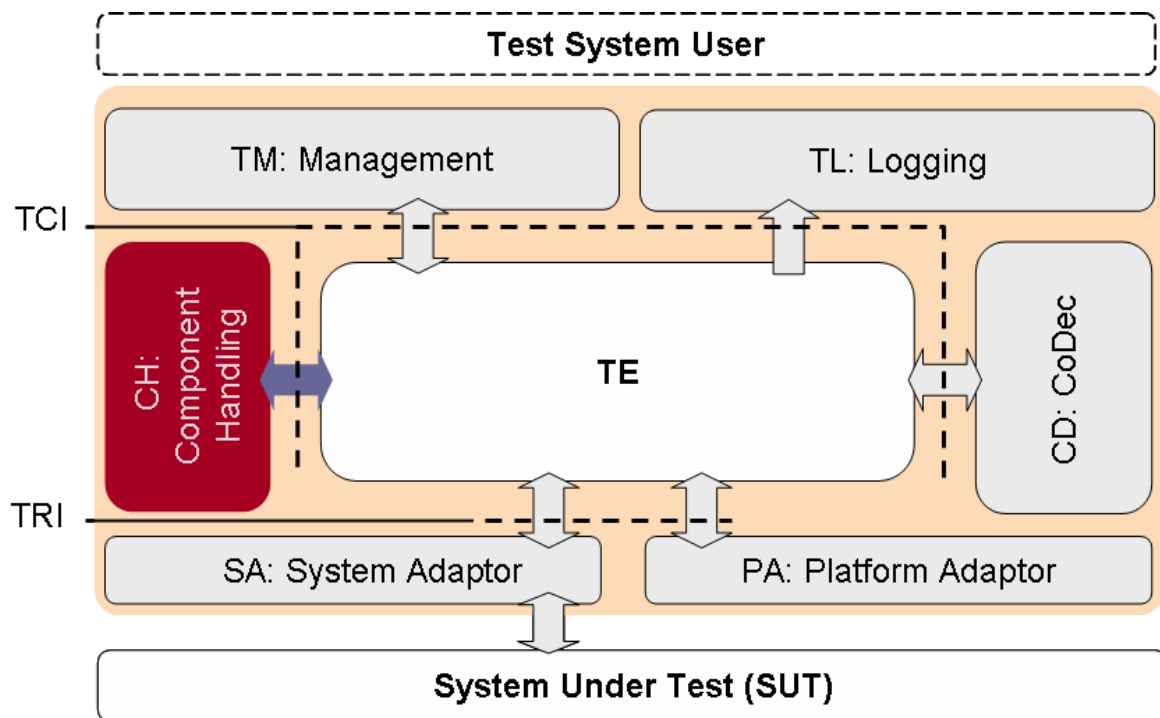 Test System User
TM: Management
TL: Logging
TCI
CH:
Component
Handling
TE
CD: CoDec
TRI
SA: System Adaptor
PA: Platform Adaptor
System Under Test (SUT)